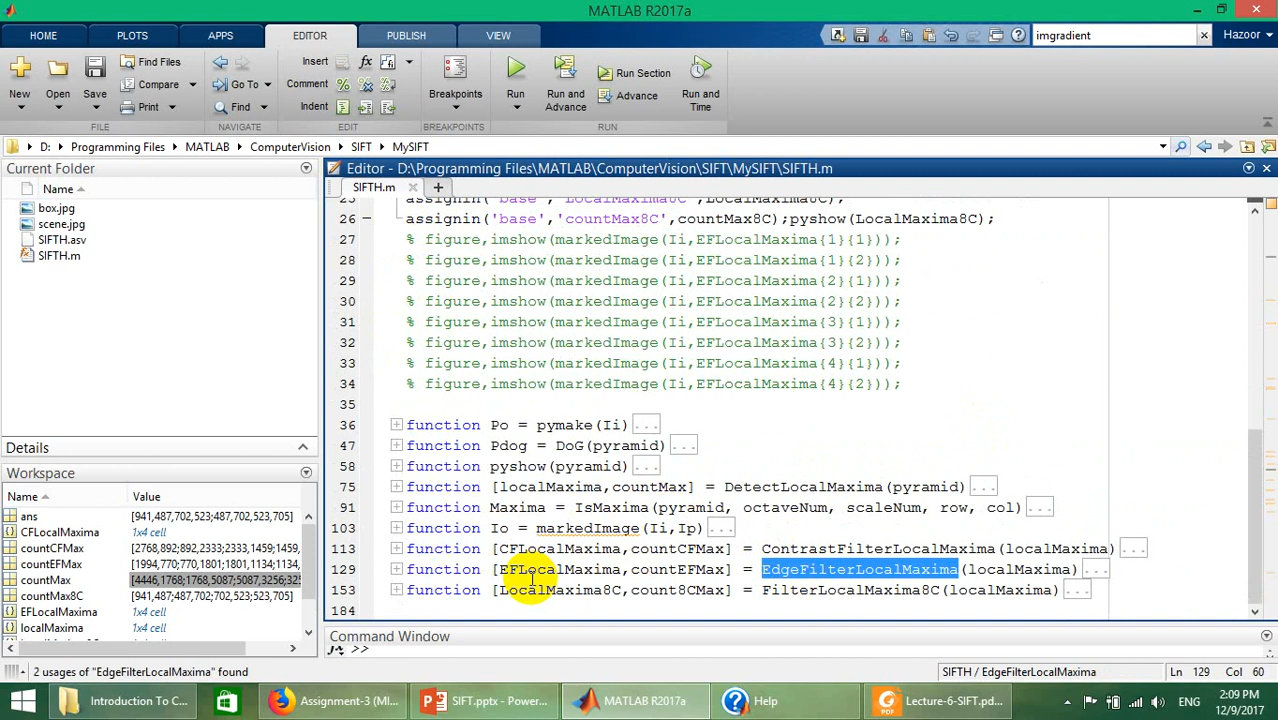 MATLAB R2017a
HOME PLOTS APPS EDITOR PUBLISH VIEW imgradient Hazoor
New Open Save Find Files Compare Print Go To Find Insert Comment Indent fx Breakpoints Run Run and Advance Run Section Advance Run and Time
FILE NAVIGATE EDIT BREAKPOINTS RUN
D: Programming Files MATLAB ComputerVision SIFT MySIFT
Current Folder
Name
box.jpg
scene.jpg
SIFTH.asv
SIFTH.m
Details
Workspace
Name Value
ans [941,487,702,523;487,702,523,705]
CFLocalMaxima 1x4 cell
countCFMax [2768,892;892,2333;2333,1459;1459,
countEFMax [1994,770;770,1801;1801,1134;1134,
countMax [4446,1768;1768,5087;5087,3256;325
countMax8C [941,487,702,523;487,702,523,705]
EFLocalMaxima 1x4 cell
localMaxima 1x4 cell
Editor - D:\Programming Files\MATLAB\ComputerVision\SIFT\MySIFT\SIFTH.m
SIFTH.m
25 assignin('base','LocalMaxima8C',LocalMaxima8C);
26 assignin('base','countMax8C',countMax8C);pyshow(LocalMaxima8C);
27 % figure,imshow(markedImage(Ii,EFLocalMaxima{1}{1}));
28 % figure,imshow(markedImage(Ii,EFLocalMaxima{1}{2}));
29 % figure,imshow(markedImage(Ii,EFLocalMaxima{2}{1}));
30 % figure,imshow(markedImage(Ii,EFLocalMaxima{2}{2}));
31 % figure,imshow(markedImage(Ii,EFLocalMaxima{3}{1}));
32 % figure,imshow(markedImage(Ii,EFLocalMaxima{3}{2}));
33 % figure,imshow(markedImage(Ii,EFLocalMaxima{4}{1}));
34 % figure,imshow(markedImage(Ii,EFLocalMaxima{4}{2}));
35
36 function Po = pymake(Ii) ...
47 function Pdog = DoG(pyramid) ...
58 function pyshow(pyramid) ...
75 function [localMaxima,countMax] = DetectLocalMaxima(pyramid) ...
91 function Maxima = IsMaxima(pyramid, octaveNum, scaleNum, row, col) ...
103 function Io = markedImage(Ii,Ip) ...
113 function [CFLocalMaxima,countCFMax] = ContrastFilterLocalMaxima(localMaxima) ...
129 function [EFLocalMaxima,countEFMax] = EdgeFilterLocalMaxima(localMaxima) ...
153 function [LocalMaxima8C,count8CMax] = FilterLocalMaxima8C(localMaxima) ...
184
Command Window
fx >>
2 usages of "EdgeFilterLocalMaxima" found SIFTH / EdgeFilterLocalMaxima Ln 129 Col 60
Introduction To C... Assignment-3 (MI... SIFT.pptx - Power... MATLAB R2017a Help Lecture-6-SIFT.pd... ENG 2:09 PM
12/9/2017